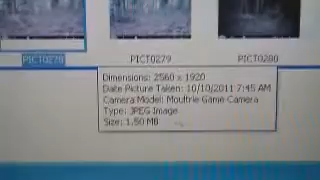 PICT0278 PICT0279 PICT0280
Dimensions: 2560 x 1920
Date Picture Taken: 10/10/2011 7:45 AM
Camera Model: Moultrie Game Camera
Type: JPEG Image
Size: 1.50 MB